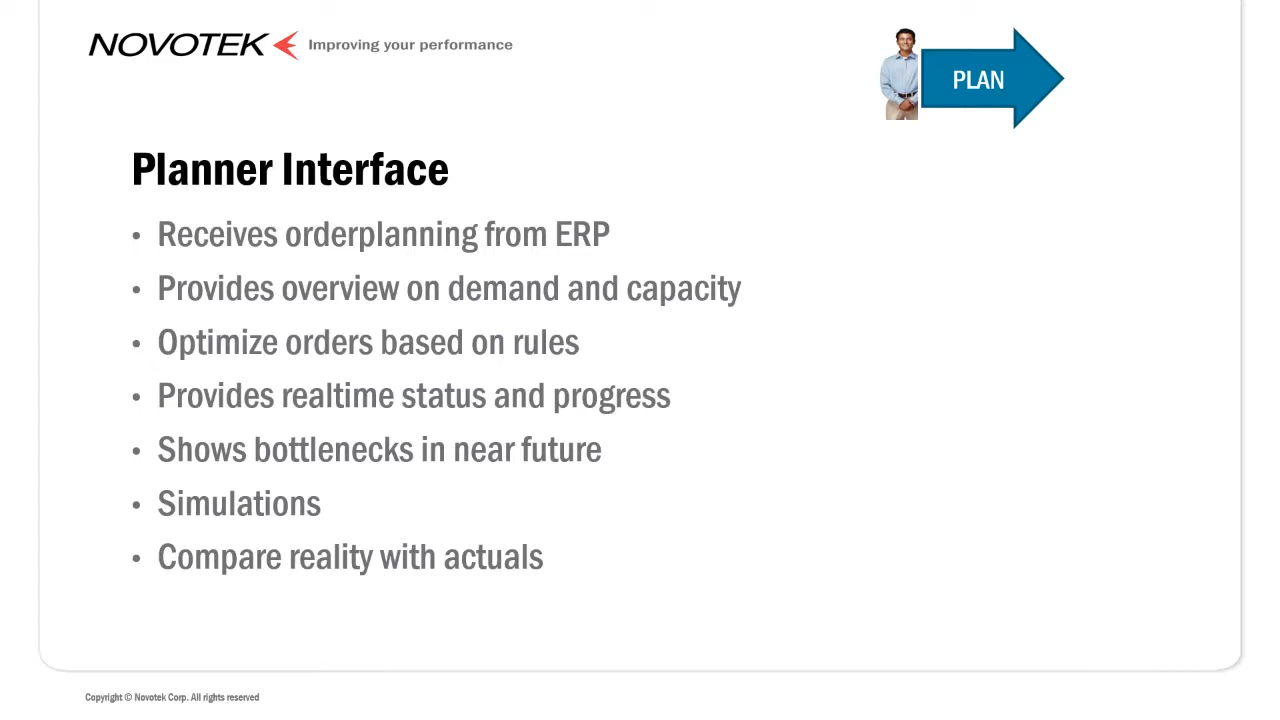 NOVOTEK Improving your performance
PLAN
Planner Interface
• Receives orderplanning from ERP
• Provides overview on demand and capacity
• Optimize orders based on rules
• Provides realtime status and progress
• Shows bottlenecks in near future
• Simulations
• Compare reality with actuals
Copyright © Novotek Corp. All rights reserved